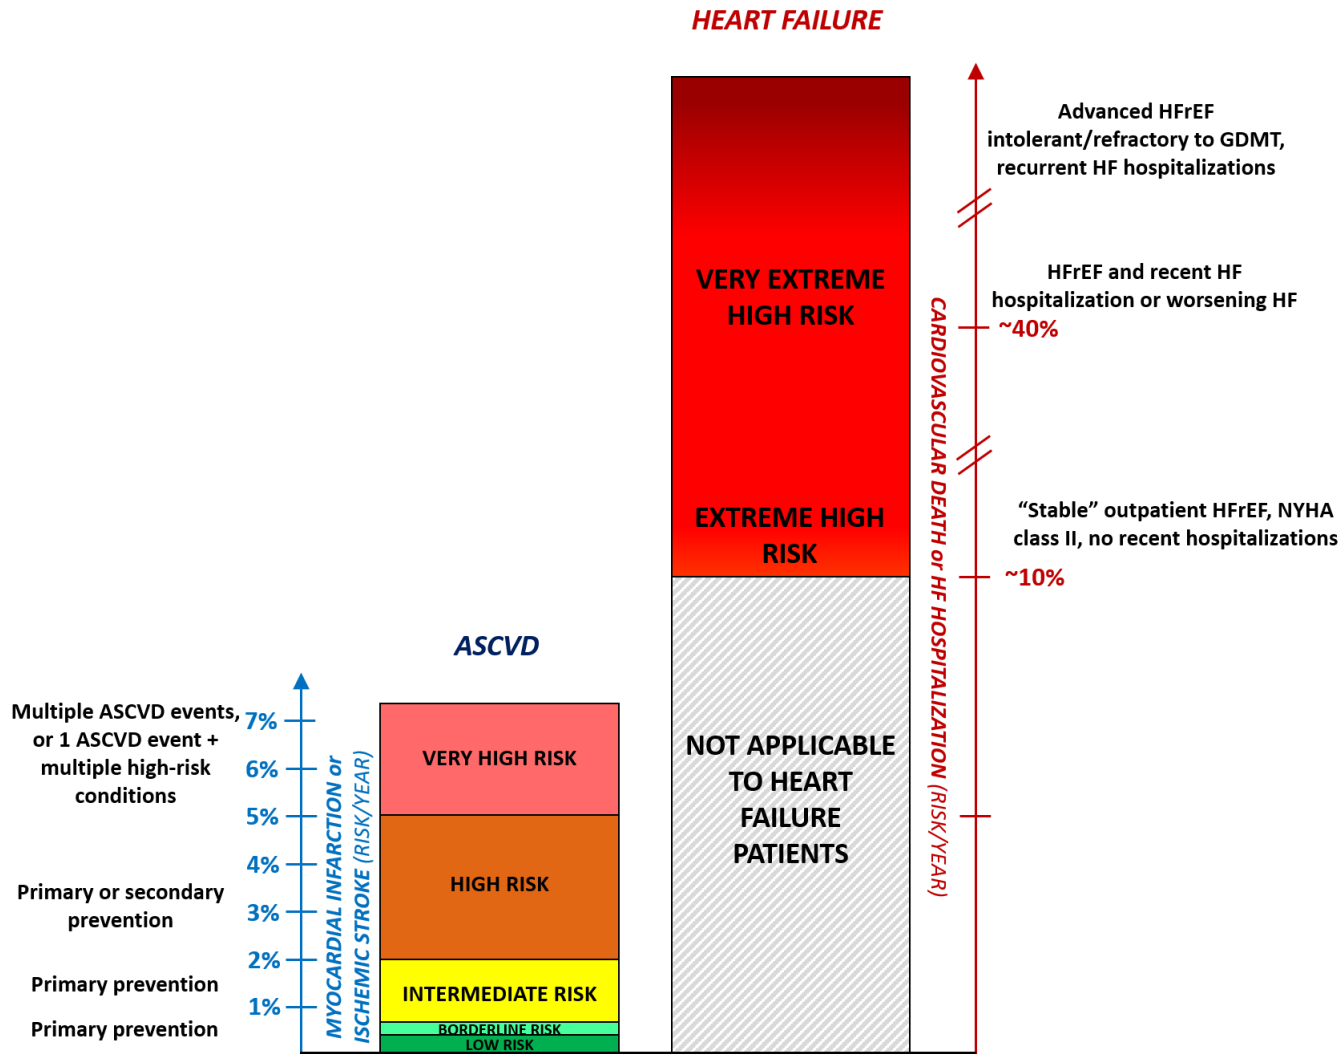 HEART FAILURE
Advanced HFrEF
intolerant/refractory to GDMT,
recurrent HF hospitalizations
VERY EXTREME
HIGH RISK
HFrEF and recent HF
hospitalization or worsening HF
~40%
EXTREME HIGH
RISK
“Stable” outpatient HFrEF, NYHA
class II, no recent hospitalizations
~10%
CARDIOVASCULAR DEATH or HF HOSPITALIZATION (RISK/YEAR)
NOT APPLICABLE
TO HEART
FAILURE
PATIENTS
ASCVD
Multiple ASCVD events,
or 1 ASCVD event +
multiple high-risk
conditions
Primary or secondary
prevention
Primary prevention
Primary prevention
7%
6%
5%
4%
3%
2%
1%
MYOCARDIAL INFARCTION or
ISCHEMIC STROKE (RISK/YEAR)
VERY HIGH RISK
HIGH RISK
INTERMEDIATE RISK
BORDERLINE RISK
LOW RISK